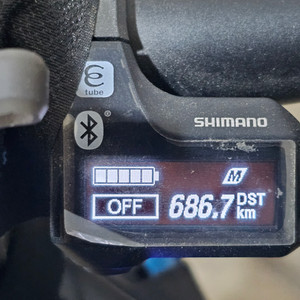 E
tube
SHIMANO
M
OFF 686.7 DST
km